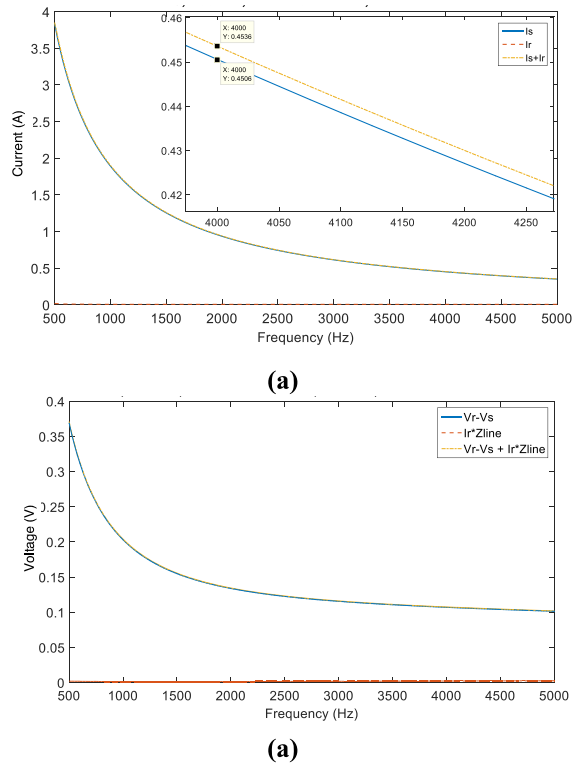 4
3.5
3
2.5
2
1.5
1
0.5
0
Current (A)
500 1000 1500 2000 2500 3000 3500 4000 4500 5000
Frequency (Hz)
0.46
0.45
0.44
0.43
0.42
4000 4050 4100 4150 4200 4250
X: 4000
Y: 0.4536
X: 4000
Y: 0.4506
Is
Ir
Is+Ir
(a)
0.4
0.35
0.3
0.25
0.2
0.15
0.1
0.05
0
Voltage (V)
500 1000 1500 2000 2500 3000 3500 4000 4500 5000
Frequency (Hz)
Vr-Vs
Ir*Zline
Vr-Vs + Ir*Zline
(a)